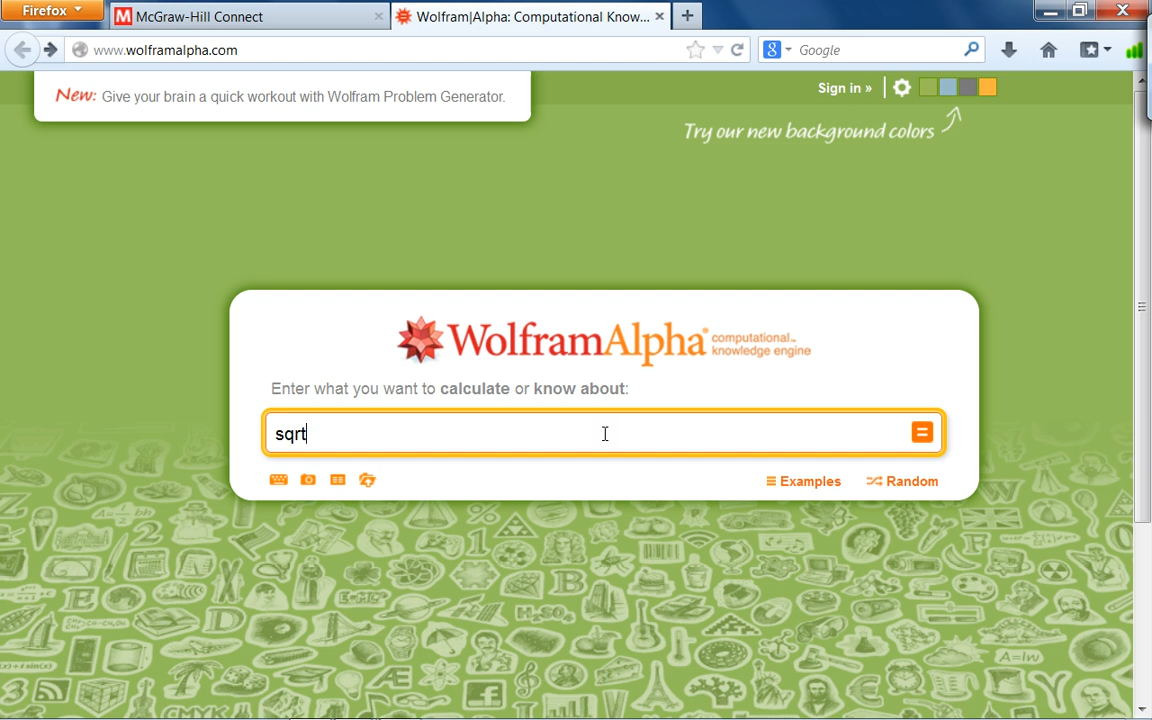 Firefox
McGraw-Hill Connect
Wolfram|Alpha: Computational Know...
www.wolframalpha.com
Google
New: Give your brain a quick workout with Wolfram Problem Generator.
Sign in »
Try our new background colors
WolframAlpha computational knowledge engine
Enter what you want to calculate or know about:
sqrt
Examples
Random